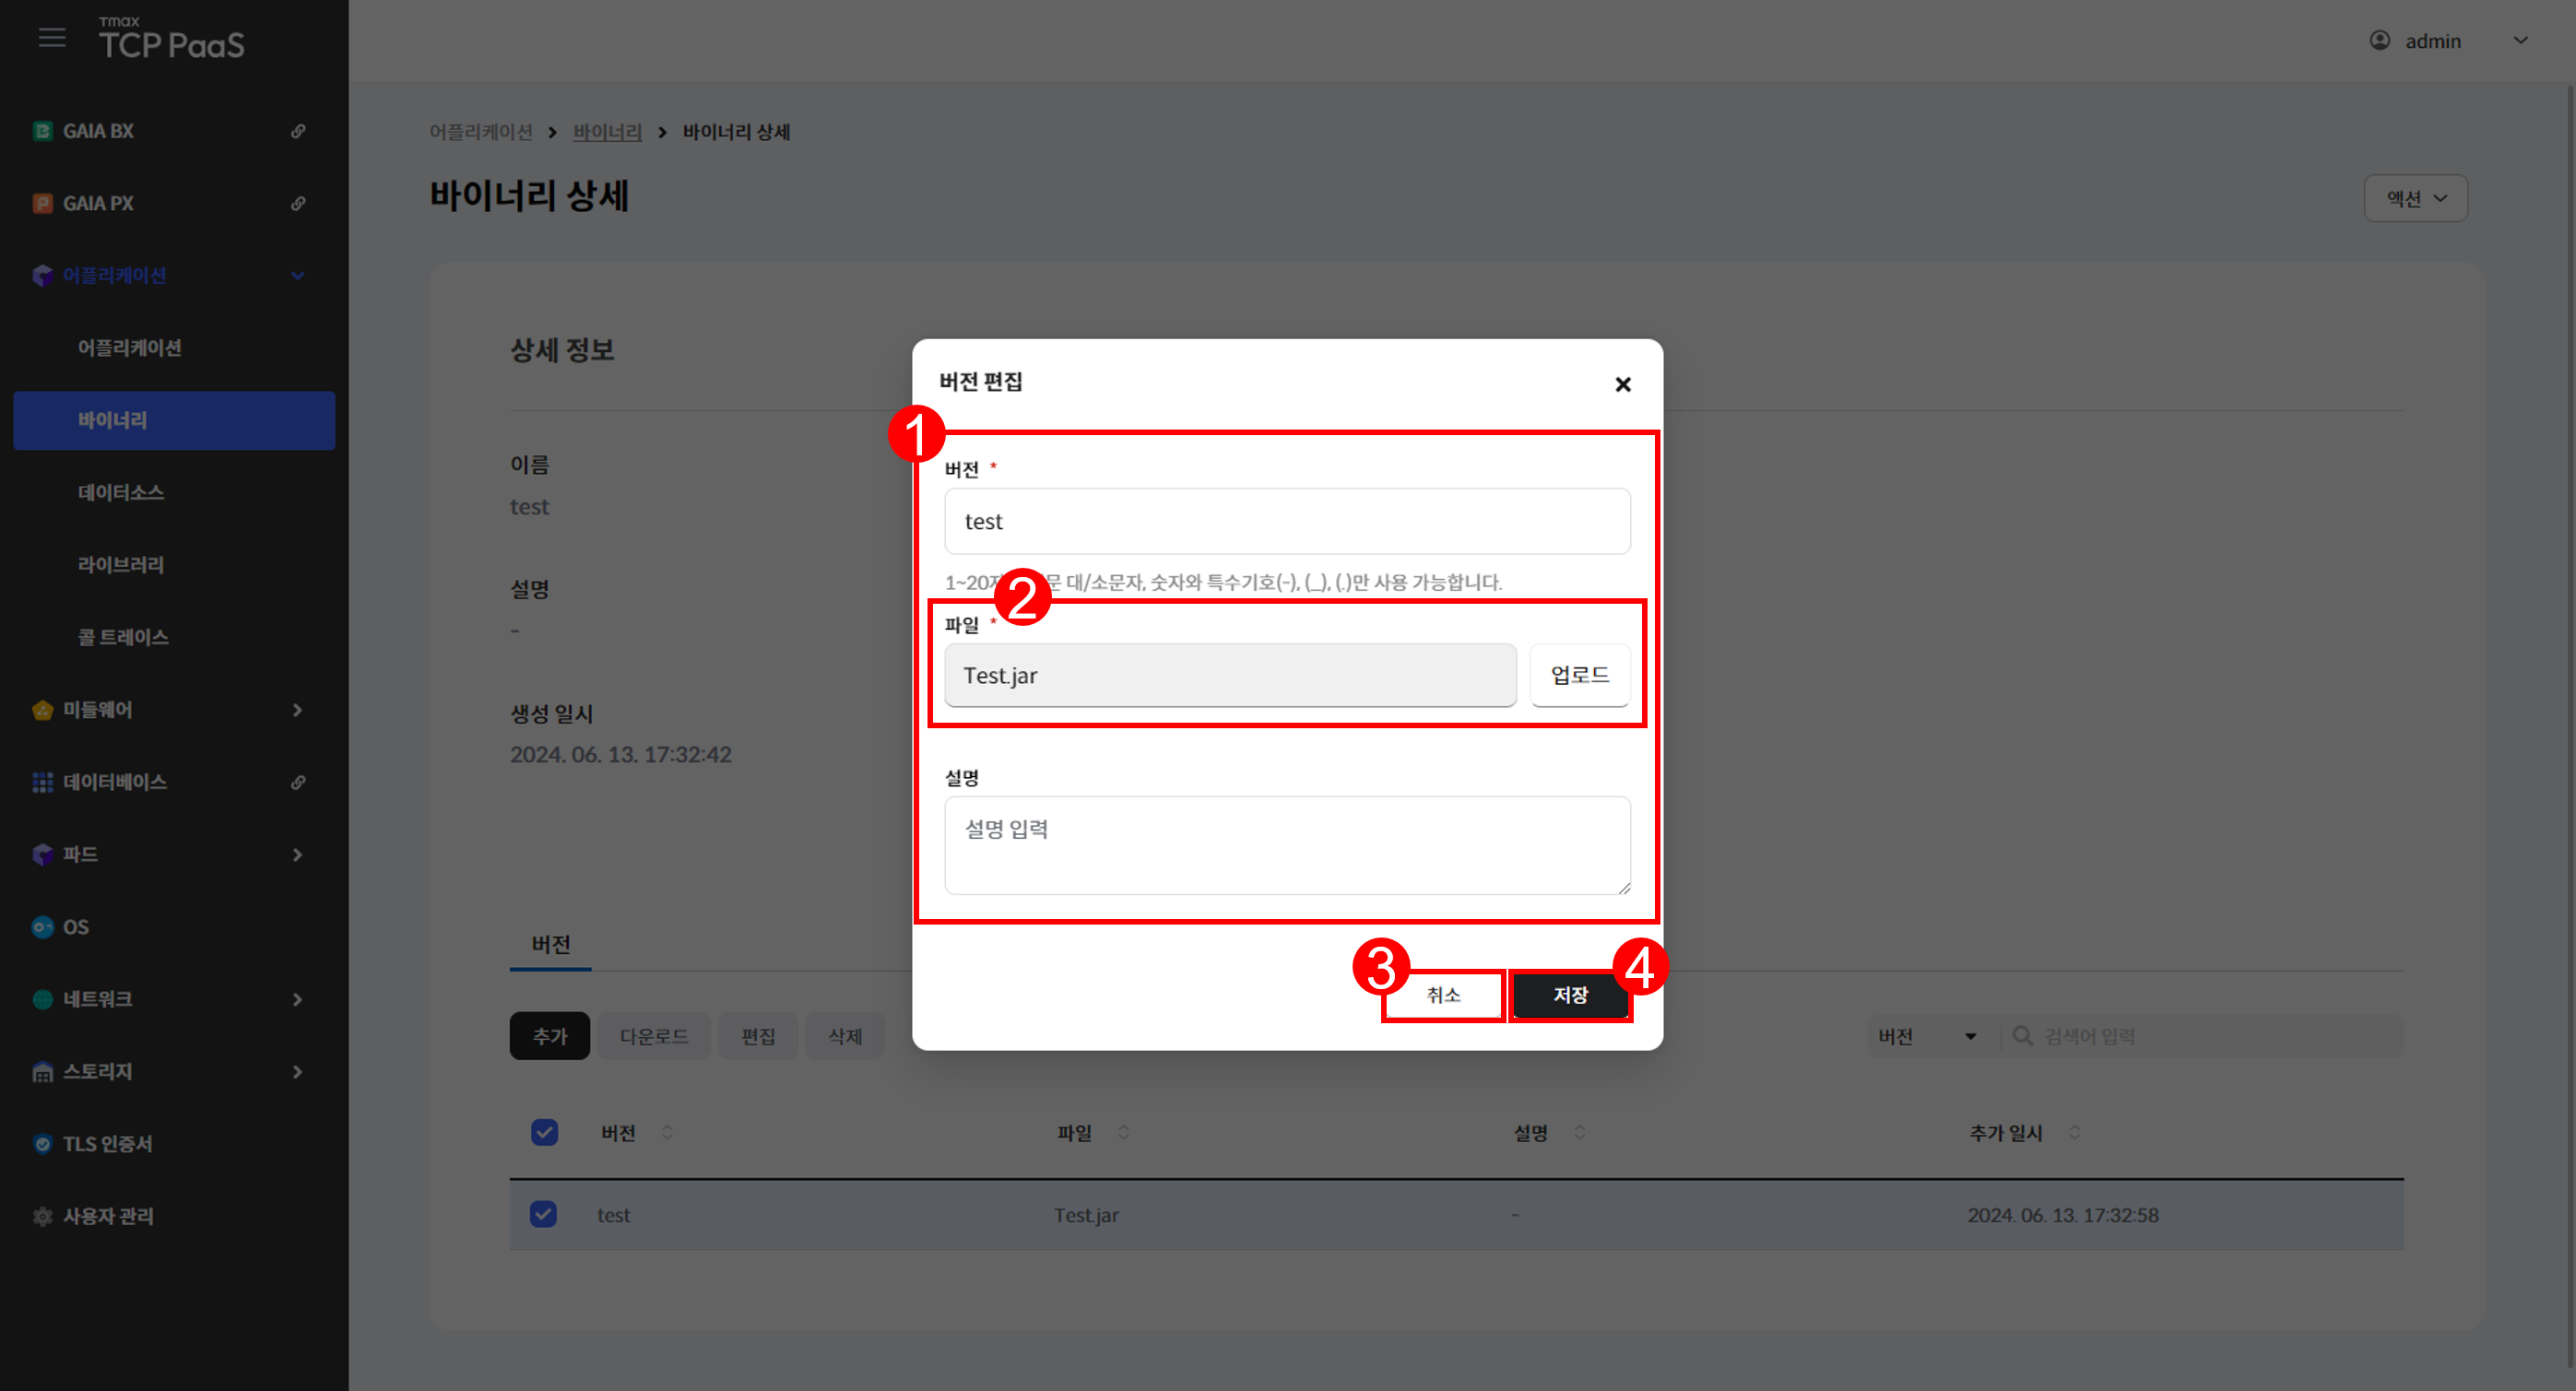 Tmax
TCP PaaS
admin
GAIA BX
GAIA PX
어플리케이션
어플리케이션
바이너리
데이터소스
라이브러리
콜 트레이스
미들웨어
데이터베이스
파드
OS
네트워크
스토리지
TLS 인증서
사용자 관리
어플리케이션 > 바이너리 > 바이너리 상세
바이너리 상세
액션
상세 정보
이름
test
설명
-
생성 일시
2024. 06. 13. 17:32:42
버전 편집
1
버전 *
test
1~20자 대/소문자, 숫자와 특수기호(-), (_), (.)만 사용 가능합니다.
2
파일 *
Test.jar
업로드
설명
설명 입력
3
취소
4
저장
버전
추가
다운로드
편집
삭제
버전
검색어 입력
버전 파일 설명 추가 일시
test Test.jar - 2024. 06. 13. 17:32:58